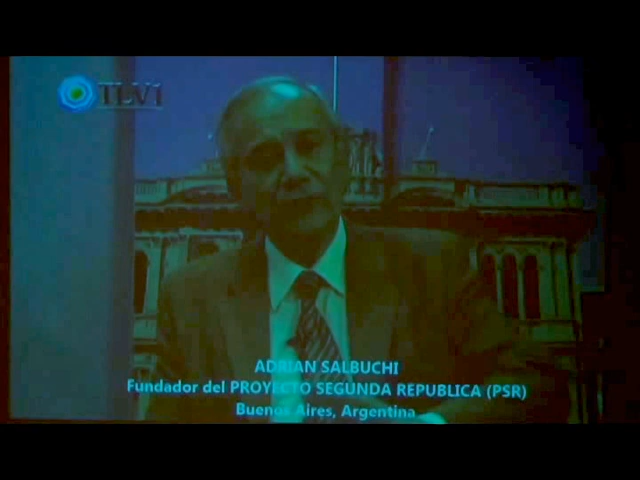 TLV1
ADRIAN SALBUCHI
Fundador del PROYECTO SEGUNDA REPUBLICA (PSR)
Buenos Aires, Argentina